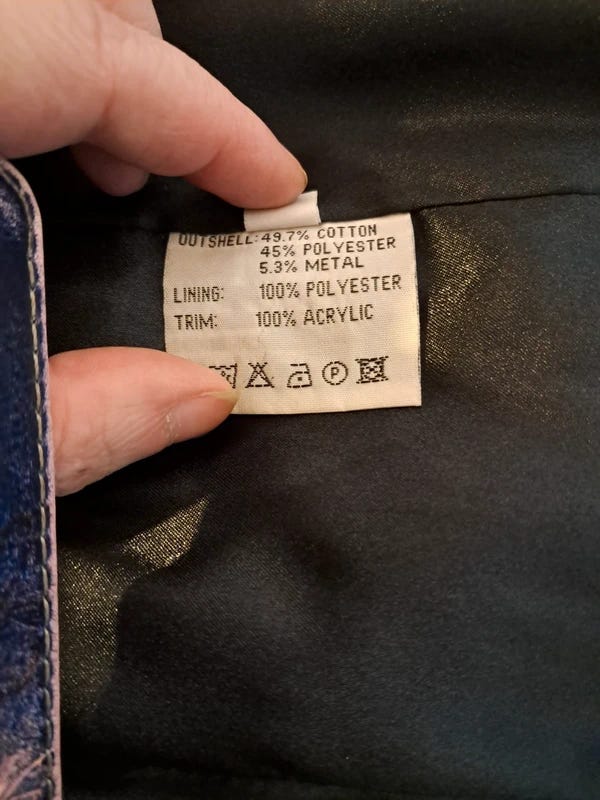 OUTSHELL: 49.7% COTTON
45% POLYESTER
5.3% METAL
LINING: 100% POLYESTER
TRIM: 100% ACRYLIC
P